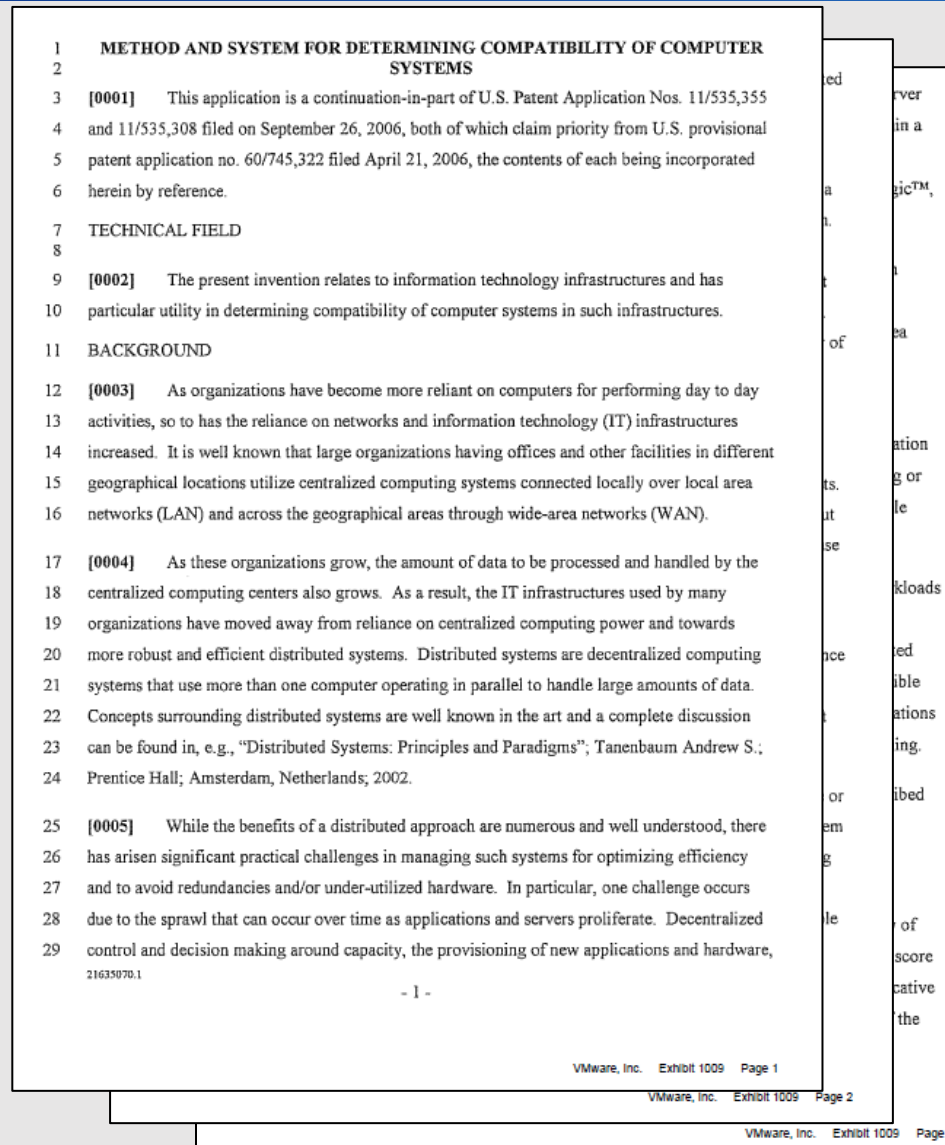 1 METHOD AND SYSTEM FOR DETERMINING COMPATIBILITY OF COMPUTER
2 SYSTEMS
3 [0001] This application is a continuation-in-part of U.S. Patent Application Nos. 11/535,355
4 and 11/535,308 filed on September 26, 2006, both of which claim priority from U.S. provisional
5 patent application no. 60/745,322 filed April 21, 2006, the contents of each being incorporated
6 herein by reference.
7 TECHNICAL FIELD
8
9 [0002] The present invention relates to information technology infrastructures and has
10 particular utility in determining compatibility of computer systems in such infrastructures.
11 BACKGROUND
12 [0003] As organizations have become more reliant on computers for performing day to day
13 activities, so to has the reliance on networks and information technology (IT) infrastructures
14 increased. It is well known that large organizations having offices and other facilities in different
15 geographical locations utilize centralized computing systems connected locally over local area
16 networks (LAN) and across the geographical areas through wide-area networks (WAN).
17 [0004] As these organizations grow, the amount of data to be processed and handled by the
18 centralized computing centers also grows. As a result, the IT infrastructures used by many
19 organizations have moved away from reliance on centralized computing power and towards
20 more robust and efficient distributed systems. Distributed systems are decentralized computing
21 systems that use more than one computer operating in parallel to handle large amounts of data.
22 Concepts surrounding distributed systems are well known in the art and a complete discussion
23 can be found in, e.g., “Distributed Systems: Principles and Paradigms”; Tanenbaum Andrew S.;
24 Prentice Hall; Amsterdam, Netherlands; 2002.
25 [0005] While the benefits of a distributed approach are numerous and well understood, there
26 has arisen significant practical challenges in managing such systems for optimizing efficiency
27 and to avoid redundancies and/or under-utilized hardware. In particular, one challenge occurs
28 due to the sprawl that can occur over time as applications and servers proliferate. Decentralized
29 control and decision making around capacity, the provisioning of new applications and hardware,
21635070.1
- 1 -
VMware, Inc. Exhibit 1009 Page 1
of
or
VMware, Inc. Exhibit 1009 Page 2
in a
of
score
the
VMware, Inc. Exhibit 1009 Page